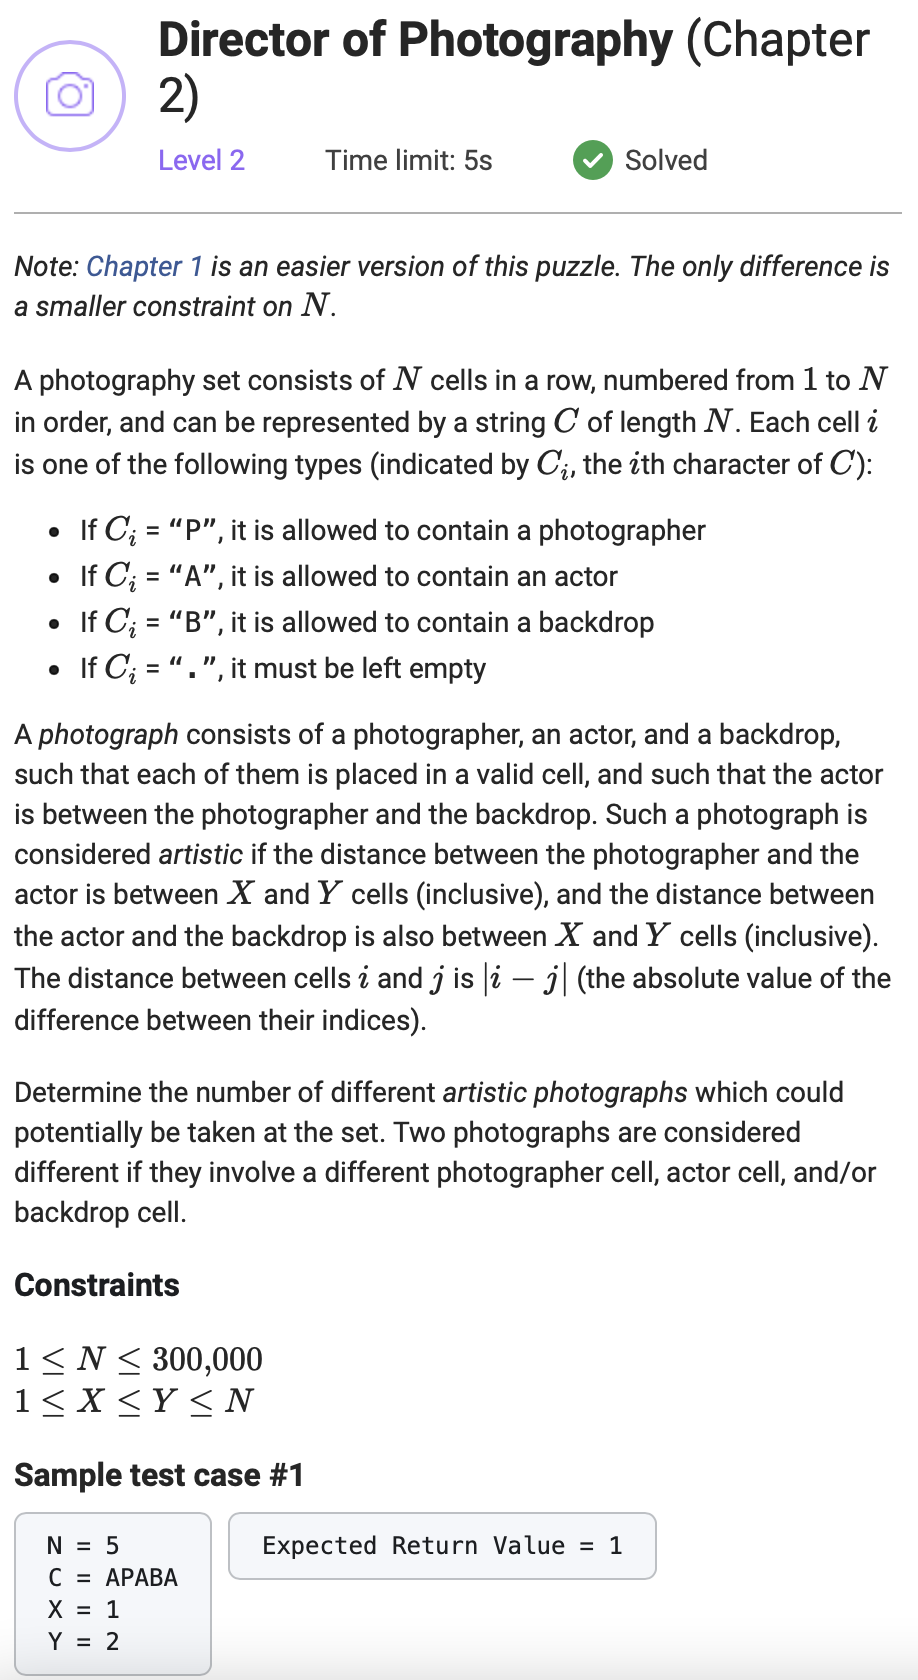 Director of Photography (Chapter
2)
Level 2 Time limit: 5s Solved
Note: Chapter 1 is an easier version of this puzzle. The only difference is
a smaller constraint on N.
A photography set consists of N cells in a row, numbered from 1 to N
in order, and can be represented by a string C of length N. Each cell i
is one of the following types (indicated by Cᵢ, the ith character of C):
• If Cᵢ = “P”, it is allowed to contain a photographer
• If Cᵢ = “A”, it is allowed to contain an actor
• If Cᵢ = “B”, it is allowed to contain a backdrop
• If Cᵢ = “.”, it must be left empty
A photograph consists of a photographer, an actor, and a backdrop,
such that each of them is placed in a valid cell, and such that the actor
is between the photographer and the backdrop. Such a photograph is
considered artistic if the distance between the photographer and the
actor is between X and Y cells (inclusive), and the distance between
the actor and the backdrop is also between X and Y cells (inclusive).
The distance between cells i and j is |i − j| (the absolute value of the
difference between their indices).
Determine the number of different artistic photographs which could
potentially be taken at the set. Two photographs are considered
different if they involve a different photographer cell, actor cell, and/or
backdrop cell.
Constraints
1 ≤ N ≤ 300,000
1 ≤ X ≤ Y ≤ N
Sample test case #1
N = 5
C = APABA
X = 1
Y = 2
Expected Return Value = 1